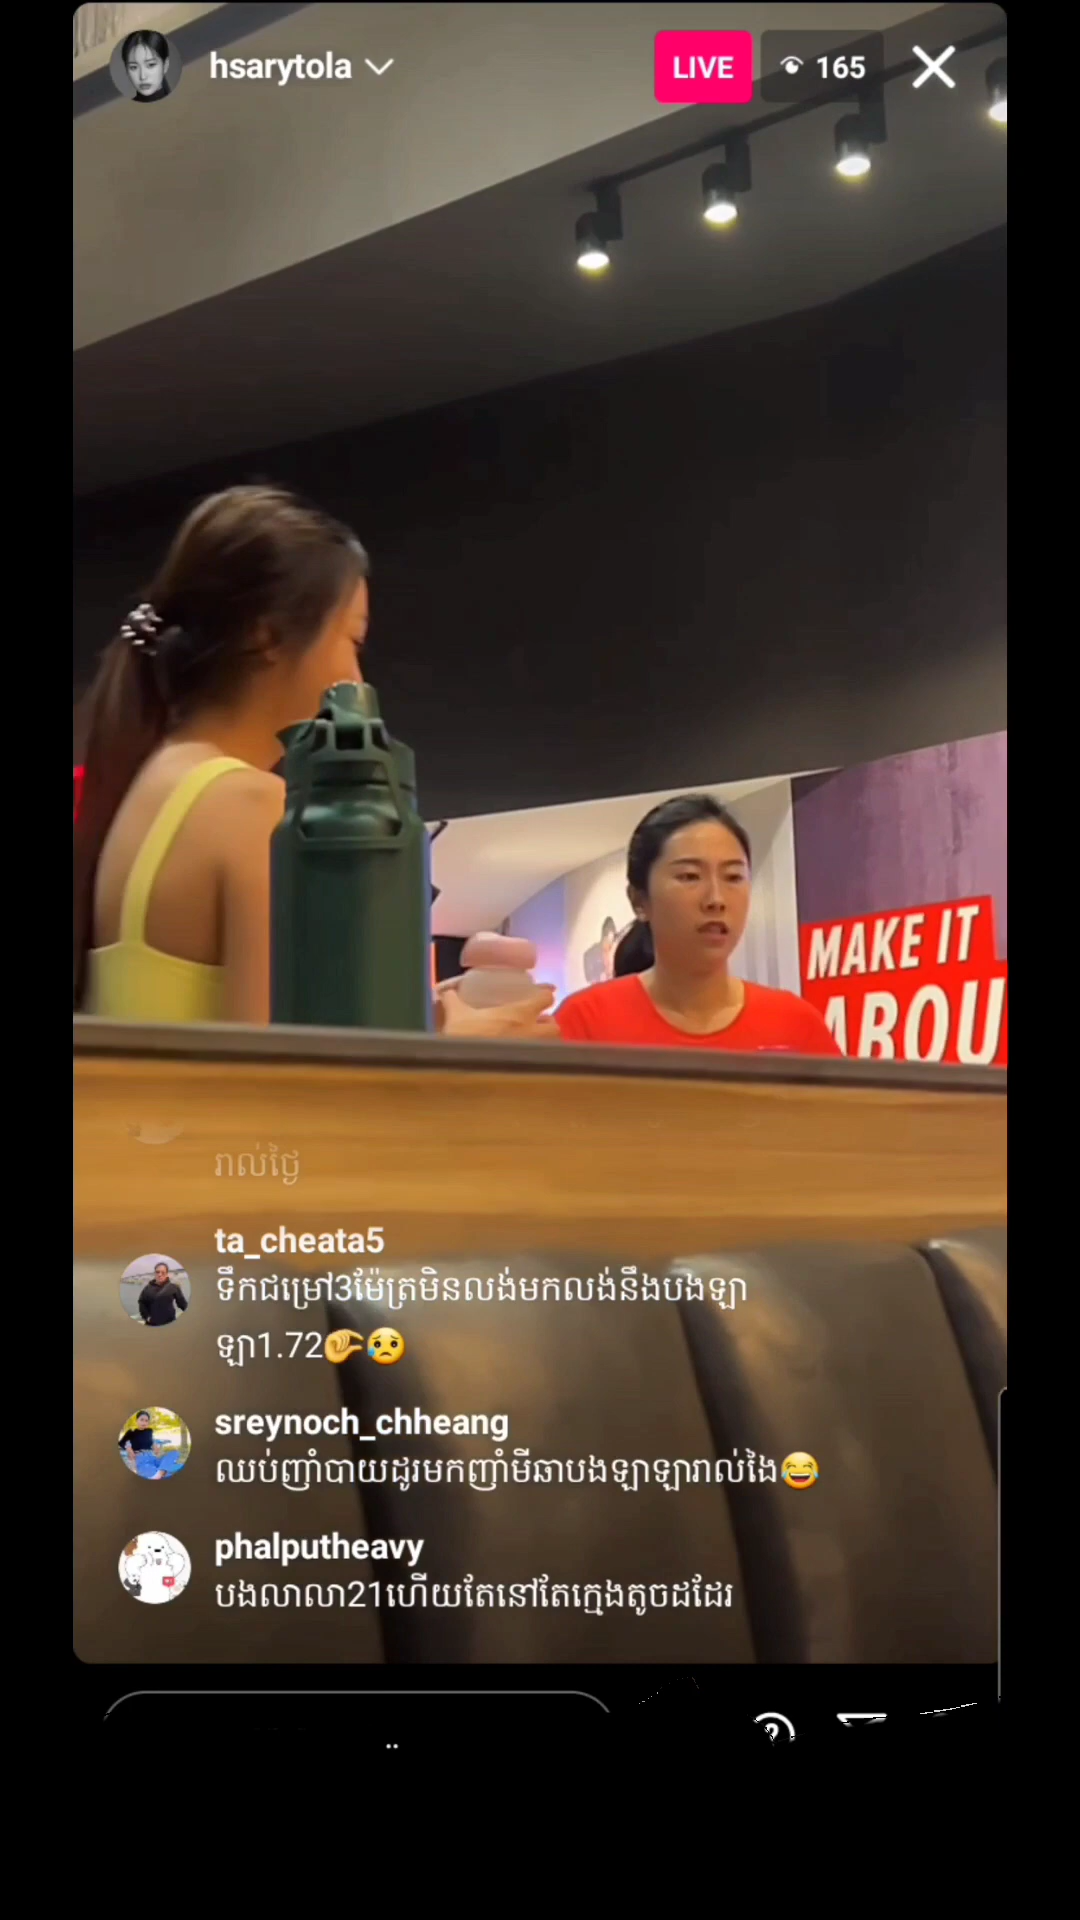 hsarytola
LIVE
165
MAKE IT
ABOU
រាល់ថ្ងៃ
ta_cheata5
ទឹកជម្រៅ3ម៉ែត្រមិនលង់មកលង់នឹងបងឡា
ឡា1.72🫴😥
sreynoch_chheang
ឈប់ញ៉ាំបាយដូរមកញ៉ាំមីឆាបងឡាឡារាល់ងៃ😂
phalputheavy
បងលាលា21ហើយតែនៅតែក្មេងតូចដដែរ